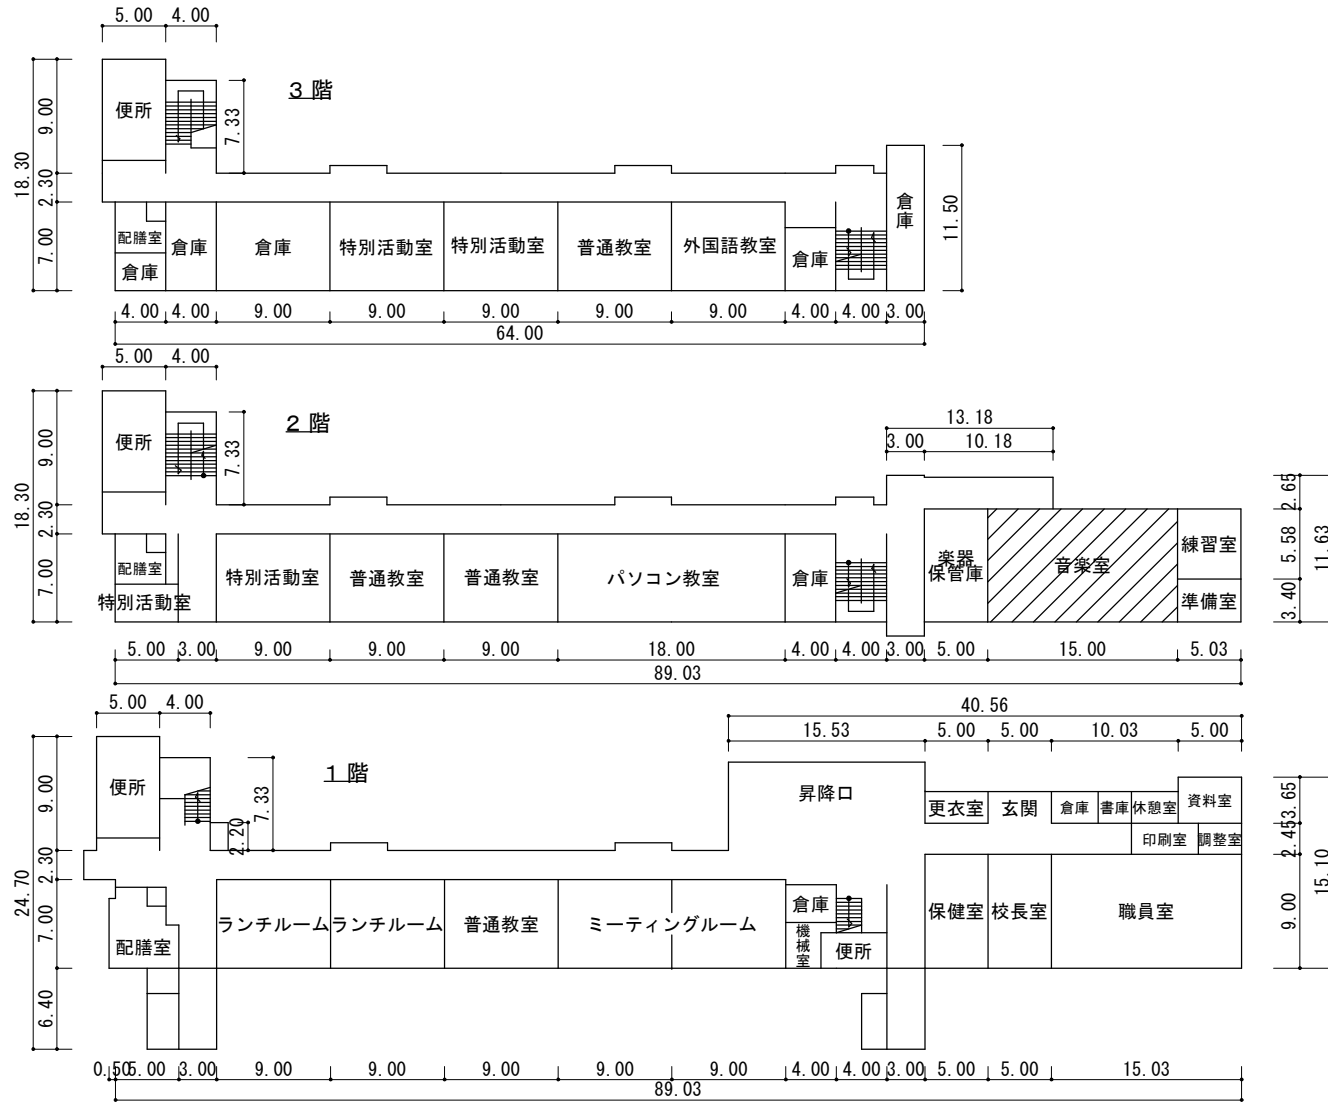 5.00 4.00
3階
便所
9.00
7.33
18.30
2.30
7.00
11.50
倉庫
配膳室
倉庫
倉庫
倉庫
特別活動室
特別活動室
普通教室
外国語教室
倉庫
4.00 4.00 9.00 9.00 9.00 9.00 9.00 4.00 4.00 3.00
64.00
5.00 4.00
2階
便所
9.00
7.33
18.30
2.30
7.00
13.18
3.00 10.18
2.65
5.58
3.40
11.63
配膳室
特別活動室
特別活動室
普通教室
普通教室
パソコン教室
倉庫
楽器
保管庫
音楽室
練習室
準備室
5.00 3.00 9.00 9.00 9.00 18.00 4.00 4.00 3.00 5.00 15.00 5.03
89.03
5.00 4.00
40.56
15.53 5.00 5.00 10.03 5.00
1階
便所
9.00
7.33
2.20
24.70
2.30
7.00
6.40
昇降口
更衣室
玄関
倉庫
書庫
休憩室
資料室
印刷室
調整室
3.65
2.45
9.00
15.10
配膳室
ランチルーム
ランチルーム
普通教室
ミーティングルーム
倉庫
機械室
便所
保健室
校長室
職員室
0.50 5.00 3.00 9.00 9.00 9.00 9.00 9.00 4.00 4.00 3.00 5.00 5.00 15.03
89.03